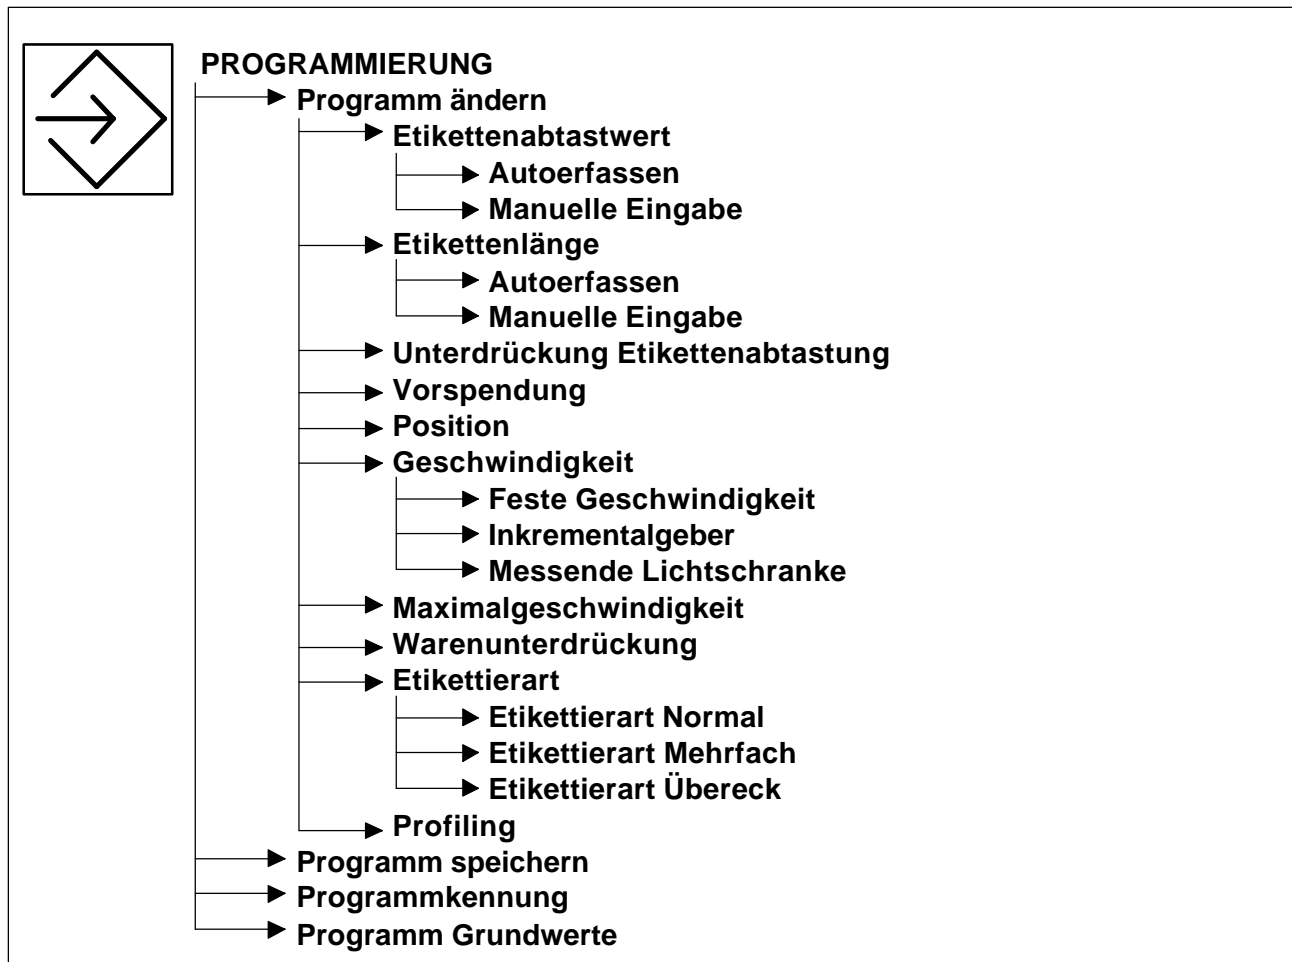 PROGRAMMIERUNG
Programm ändern
Etikettenabtastwert
Autoerfassen
Manuelle Eingabe
Etikettenlänge
Autoerfassen
Manuelle Eingabe
Unterdrückung Etikettenabtastung
Vorspendung
Position
Geschwindigkeit
Feste Geschwindigkeit
Inkrementalgeber
Messende Lichtschranke
Maximalgeschwindigkeit
Warenunterdrückung
Etikettierart
Etikettierart Normal
Etikettierart Mehrfach
Etikettierart Übereck
Profiling
Programm speichern
Programmkennung
Programm Grundwerte